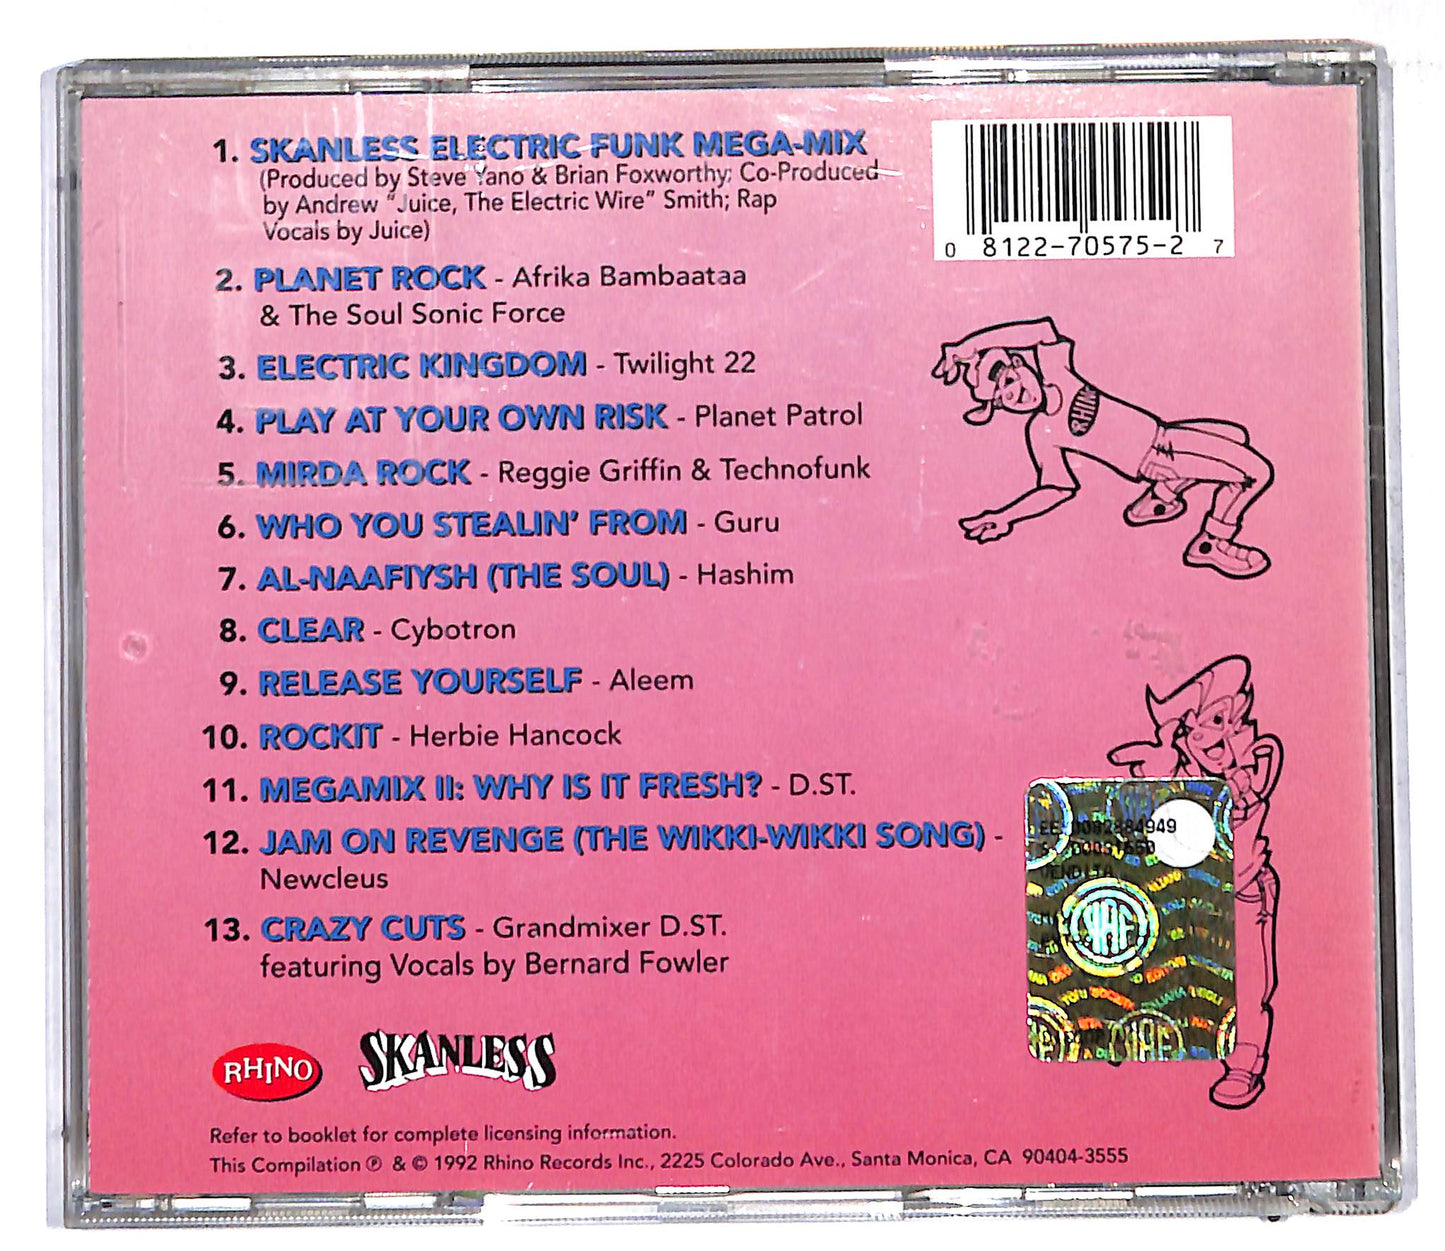 1. SKANLESS ELECTRIC FUNK MEGA-MIX
(Produced by Steve Yano & Brian Foxworthy; Co-Produced
by Andrew "Juice, The Electric Wire" Smith; Rap
Vocals by Juice)
0 8122-70575-2 7
2. PLANET ROCK - Afrika Bambaataa
& The Soul Sonic Force
3. ELECTRIC KINGDOM - Twilight 22
4. PLAY AT YOUR OWN RISK - Planet Patrol
5. MIRDA ROCK - Reggie Griffin & Technofunk
6. WHO YOU STEALIN' FROM - Guru
7. AL-NAAFIYSH (THE SOUL) - Hashim
8. CLEAR - Cybotron
9. RELEASE YOURSELF - Aleem
10. ROCKIT - Herbie Hancock
11. MEGAMIX II: WHY IS IT FRESH? - D.ST.
12. JAM ON REVENGE (THE WIKKI-WIKKI SONG) -
Newcleus
13. CRAZY CUTS - Grandmixer D.ST.
featuring Vocals by Bernard Fowler
RHINO
VENDITA
SIAE
RHINO SKANLESS
Refer to booklet for complete licensing information.
This Compilation ℗ & © 1992 Rhino Records Inc., 2225 Colorado Ave., Santa Monica, CA 90404-3555